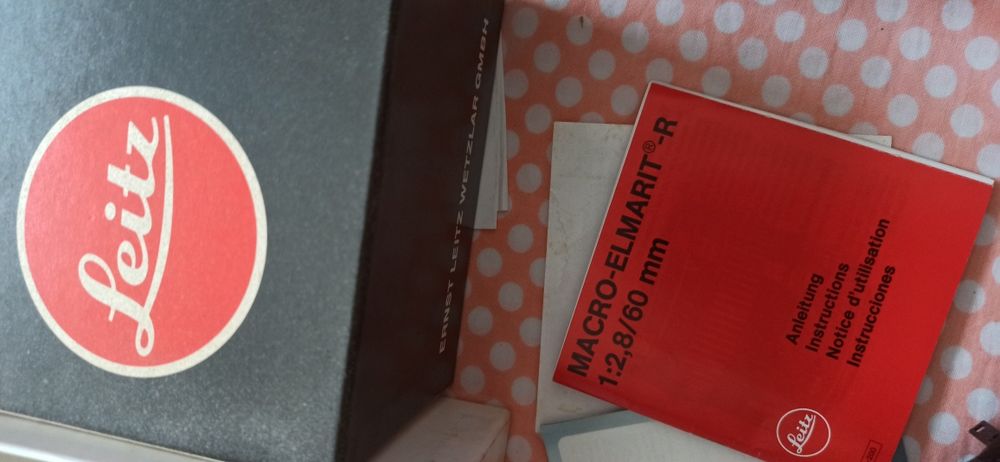 Leitz
ERNST LEITZ WETZLAR GMBH
MACRO-ELMARIT®-R
1:2,8/60 mm
Anleitung
Instructions
Notice d'utilisation
Instrucciones
Leitz